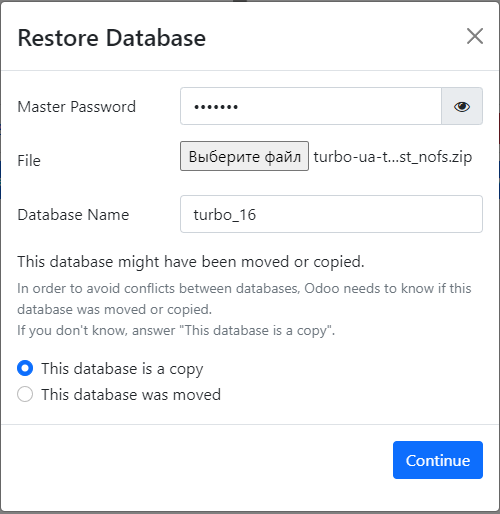 Restore Database
Master Password
•••••••
File
Выберите файл turbo-ua-t...st_nofs.zip
Database Name
turbo_16
This database might have been moved or copied.
In order to avoid conflicts between databases, Odoo needs to know if this
database was moved or copied.
If you don't know, answer "This database is a copy".
This database is a copy
This database was moved
Continue